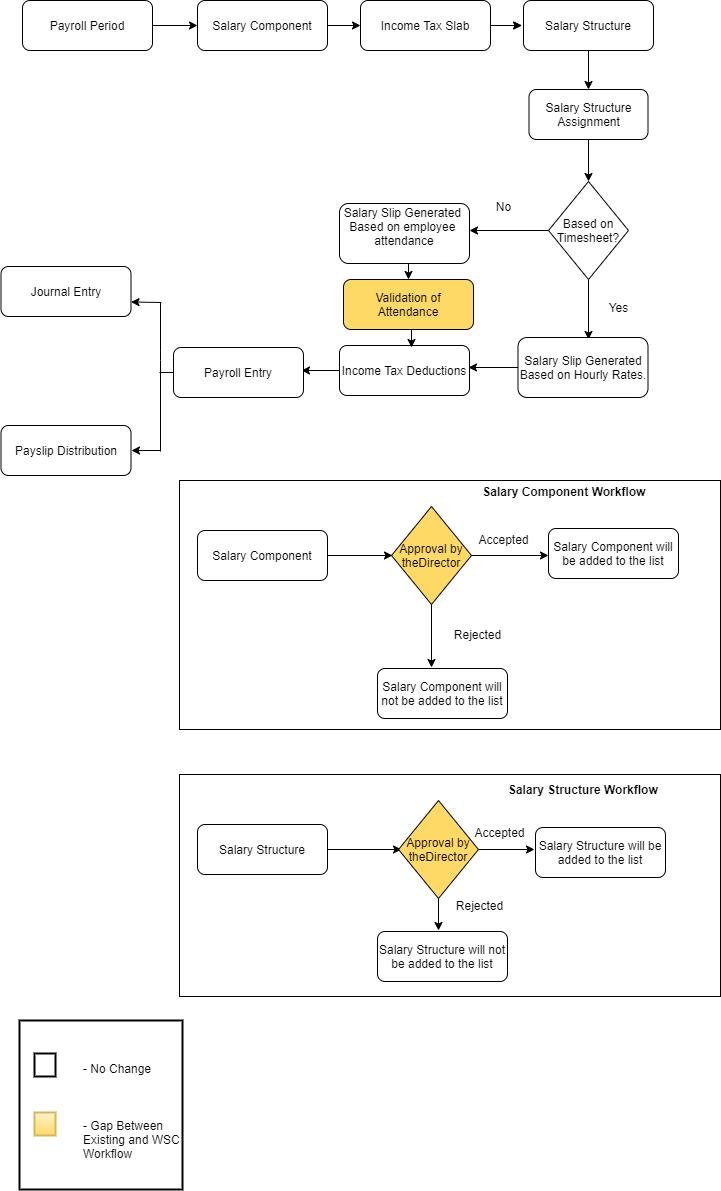 Payroll Period
Salary Component
Income Tax Slab
Salary Structure
Salary Structure
Assignment
Based on
Timesheet?
No
Yes
Salary Slip Generated
Based on employee
attendance
Validation of
Attendance
Salary Slip Generated
Based on Hourly Rates.
Income Tax Deductions
Payroll Entry
Journal Entry
Payslip Distribution
Salary Component Workflow
Salary Component
Approval by
theDirector
Accepted
Salary Component will
be added to the list
Rejected
Salary Component will
not be added to the list
Salary Structure Workflow
Salary Structure
Approval by
theDirector
Accepted
Salary Structure will be
added to the list
Rejected
Salary Structure will not
be added to the list
- No Change
- Gap Between
Existing and WSC
Workflow